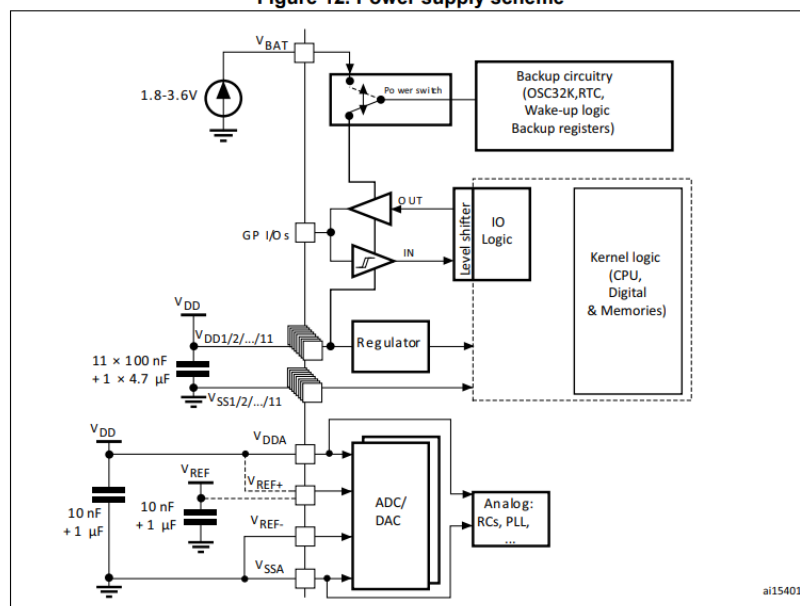 Figure 12. Power supply scheme
VBAT
1.8-3.6V
Power switch
Backup circuitry
(OSC32K,RTC,
Wake-up logic
Backup registers)
GP I/Os
OUT
IN
Level shifter
IO
Logic
Kernel logic
(CPU,
Digital
& Memories)
VDD
VDD1/2/.../11
Regulator
11 × 100 nF
+ 1 × 4.7 µF
VSS1/2/.../11
VDD
VDDA
VREF
VREF+
10 nF
+ 1 µF
10 nF
+ 1 µF
VREF-
VSSA
ADC/
DAC
Analog:
RCs, PLL,
...
ai15401